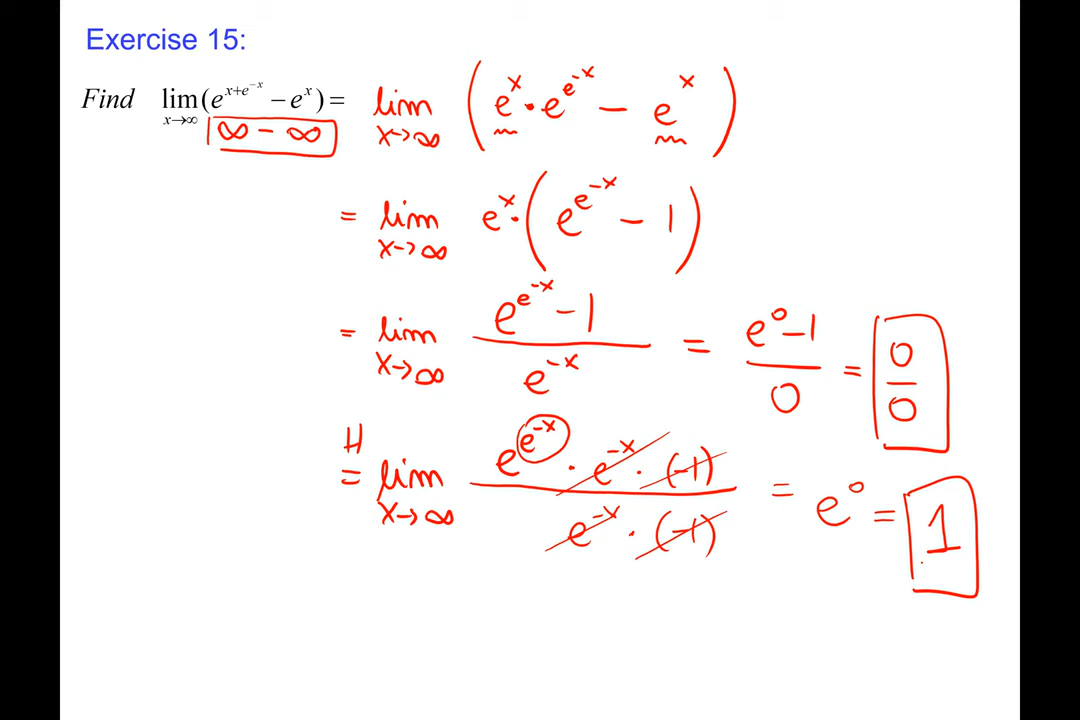 Exercise 15:
Find lim_{x→∞} (e^{x+e^{-x}} − e^x) = lim_{x→∞} (e^x · e^{e^{-x}} − e^x)
∞ − ∞
= lim_{x→∞} e^x · (e^{e^{-x}} − 1)
= lim_{x→∞} (e^{e^{-x}} − 1) / e^{-x} = (e^0 − 1) / 0 = 0/0
H= lim_{x→∞} (e^{e^{-x}} · e^{-x} · (−1)) / (e^{-x} · (−1)) = e^0 = 1